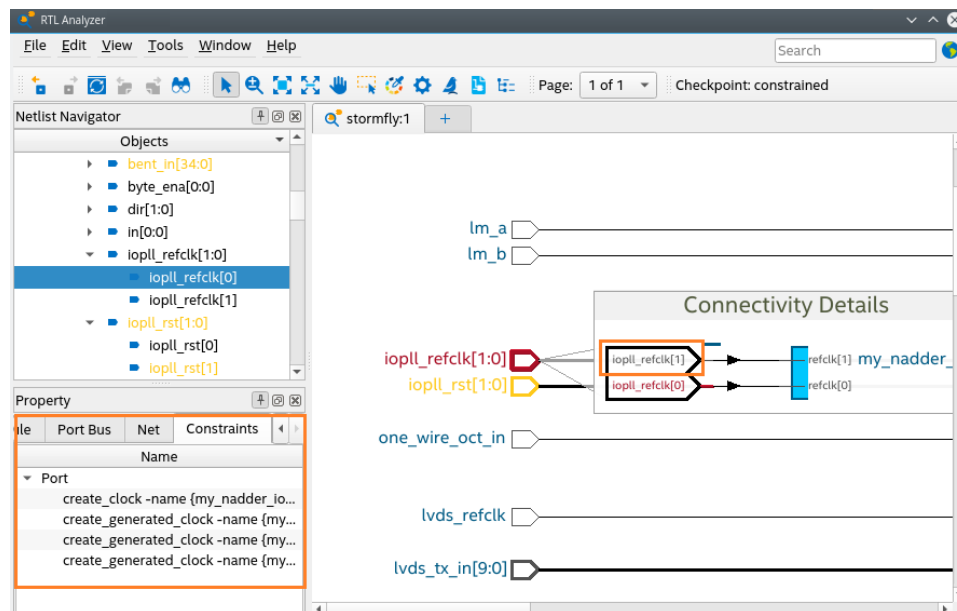 RTL Analyzer
File Edit View Tools Window Help
Search
Page: 1 of 1 Checkpoint: constrained
Netlist Navigator
stormfly:1 +
Objects
bent_in[34:0]
byte_ena[0:0]
dir[1:0]
in[0:0]
iopll_refclk[1:0]
iopll_refclk[0]
iopll_refclk[1]
iopll_rst[1:0]
iopll_rst[0]
iopll_rst[1]
Property
ule Port Bus Net Constraints
Name
Port
create_clock -name {my_nadder_io...
create_generated_clock -name {my...
create_generated_clock -name {my...
create_generated_clock -name {my...
lm_a
lm_b
Connectivity Details
iopll_refclk[1:0] iopll_refclk[1] refclk[1] my_nadder_
iopll_rst[1:0] iopll_refclk[0] refclk[0]
one_wire_oct_in
lvds_refclk
lvds_tx_in[9:0]